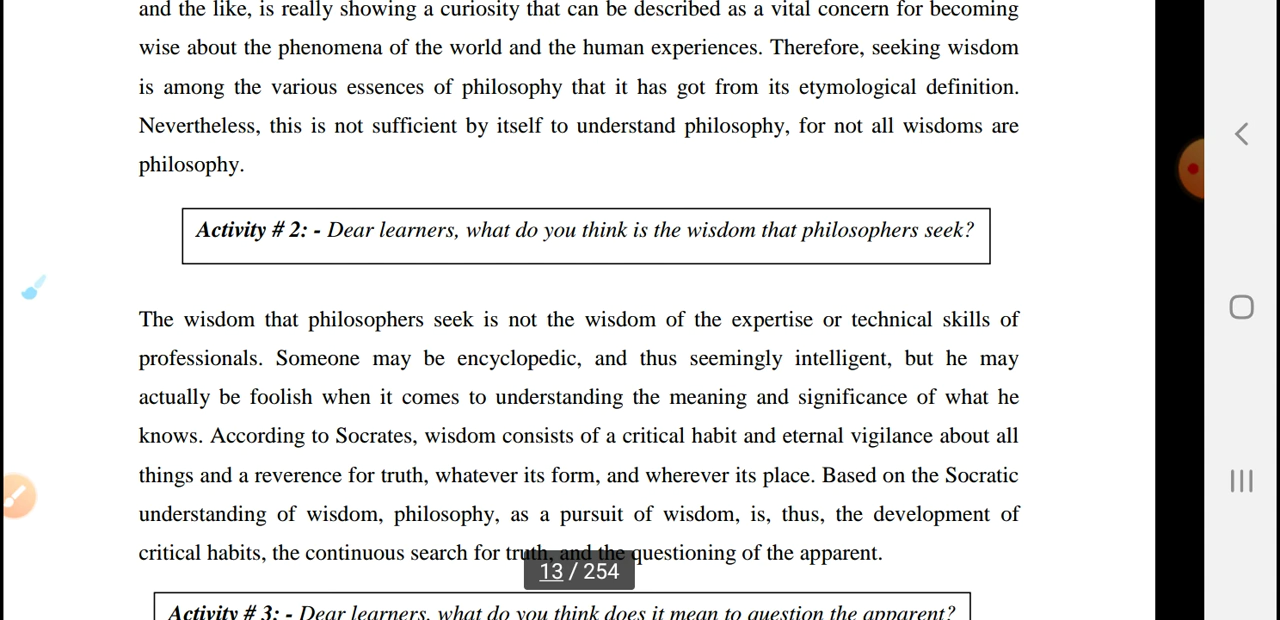 and the like, is really showing a curiosity that can be described as a vital concern for becoming
wise about the phenomena of the world and the human experiences. Therefore, seeking wisdom
is among the various essences of philosophy that it has got from its etymological definition.
Nevertheless, this is not sufficient by itself to understand philosophy, for not all wisdoms are
philosophy.
Activity # 2: - Dear learners, what do you think is the wisdom that philosophers seek?
The wisdom that philosophers seek is not the wisdom of the expertise or technical skills of
professionals. Someone may be encyclopedic, and thus seemingly intelligent, but he may
actually be foolish when it comes to understanding the meaning and significance of what he
knows. According to Socrates, wisdom consists of a critical habit and eternal vigilance about all
things and a reverence for truth, whatever its form, and wherever its place. Based on the Socratic
understanding of wisdom, philosophy, as a pursuit of wisdom, is, thus, the development of
critical habits, the continuous search for truth, and the questioning of the apparent.
13 / 254
Activity # 3: - Dear learners, what do you think does it mean to question the apparent?